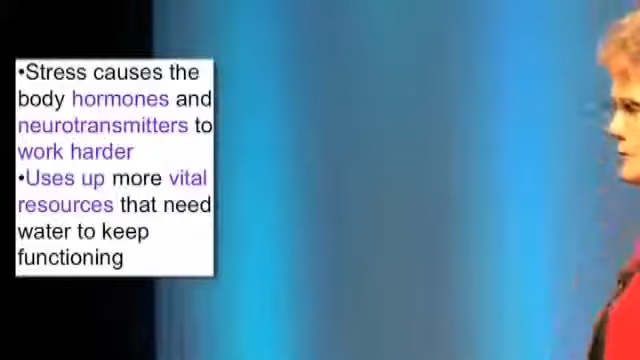 •Stress causes the
body hormones and
neurotransmitters to
work harder
•Uses up more vital
resources that need
water to keep
functioning